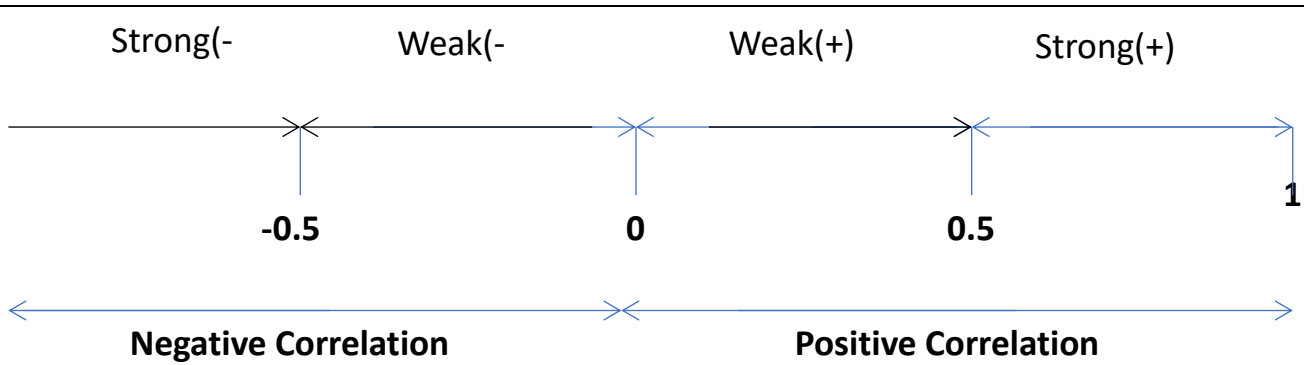 Strong(- Weak(- Weak(+) Strong(+)
1
-0.5 0 0.5
Negative Correlation Positive Correlation